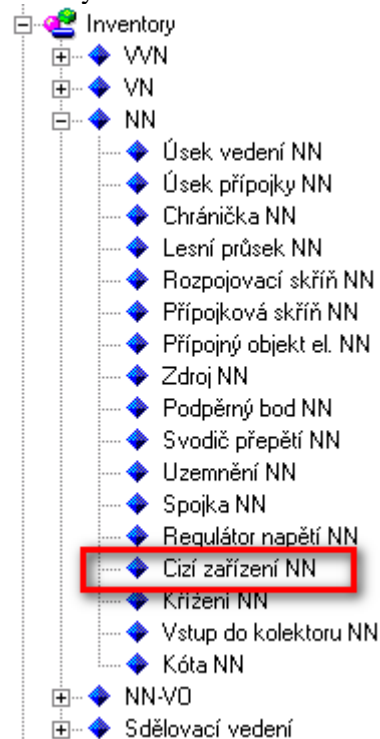 Inventory
VVN
VN
NN
Úsek vedení NN
Úsek přípojky NN
Chránička NN
Lesní průsek NN
Rozpojovací skříň NN
Přípojková skříň NN
Přípojný objekt el. NN
Zdroj NN
Podpěrný bod NN
Svodič přepětí NN
Uzemnění NN
Spojka NN
Regulátor napětí NN
Cizí zařízení NN
Křížení NN
Vstup do kolektoru NN
Kóta NN
NN-VO
Sdělovací vedení